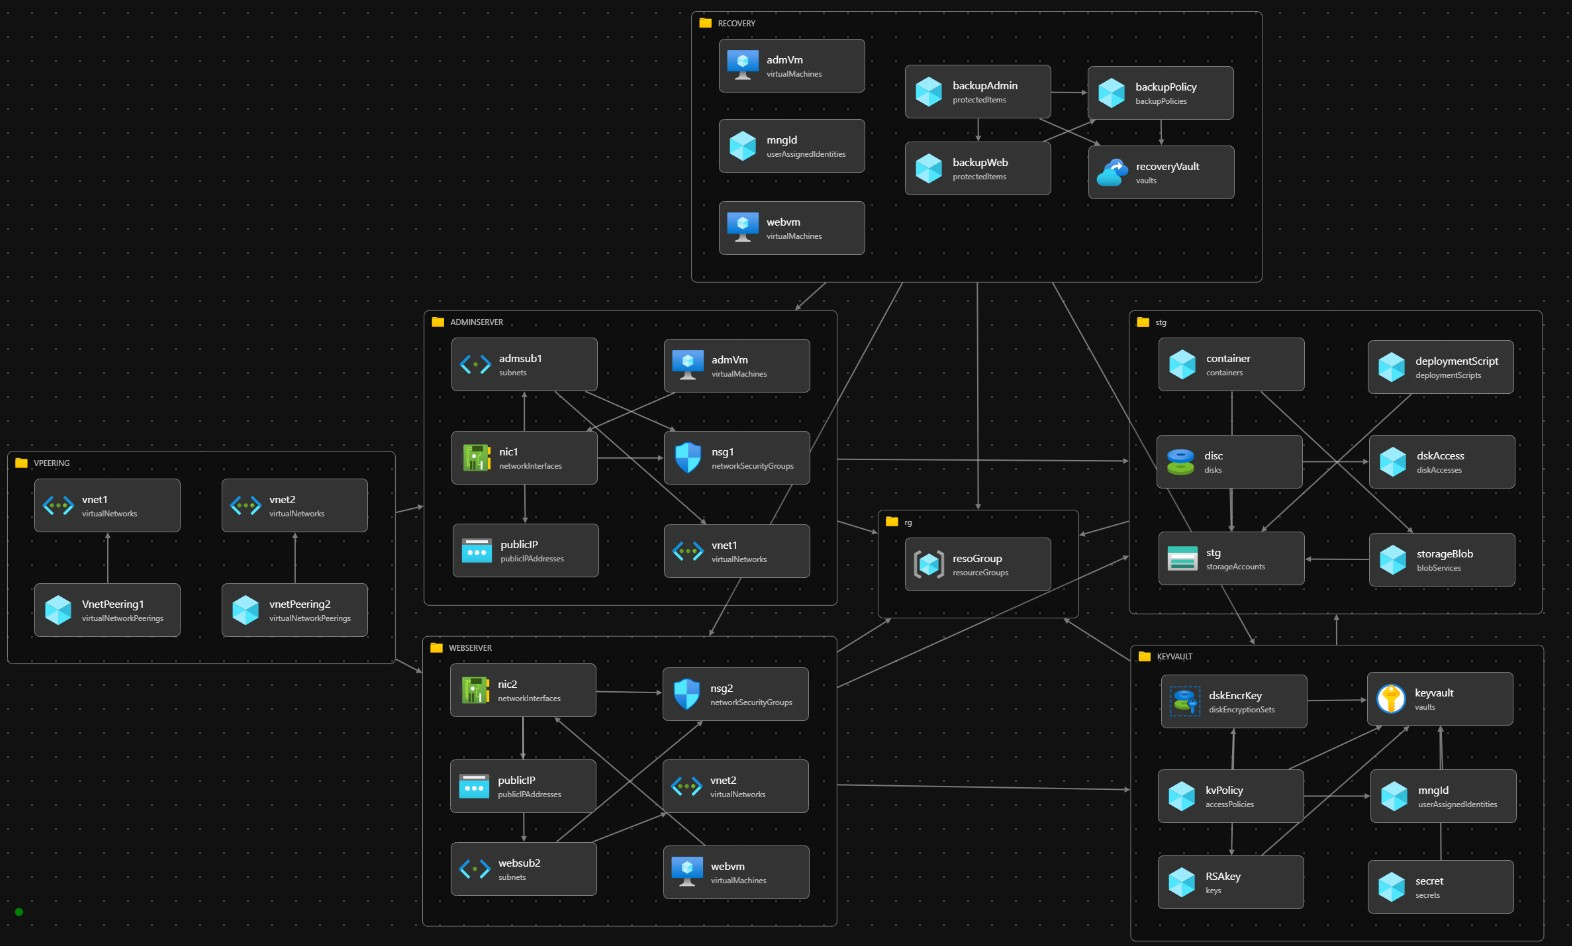 RECOVERY
admVm
virtualMachines
mngId
userAssignedIdentities
webvm
virtualMachines
backupAdmin
protectedItems
backupPolicy
backupPolicies
backupWeb
protectedItems
recoveryVault
vaults
ADMINSERVER
admsub1
subnets
admVm
virtualMachines
nic1
networkInterfaces
nsg1
networkSecurityGroups
publicIP
publicIPAddresses
vnet1
virtualNetworks
stg
container
containers
deploymentScript
deploymentScripts
disc
disks
dskAccess
diskAccesses
stg
storageAccounts
storageBlob
blobServices
VPEERING
vnet1
virtualNetworks
vnet2
virtualNetworks
VnetPeering1
virtualNetworkPeerings
vnetPeering2
virtualNetworkPeerings
rg
resoGroup
resourceGroups
WEBSERVER
nic2
networkInterfaces
nsg2
networkSecurityGroups
publicIP
publicIPAddresses
vnet2
virtualNetworks
websub2
subnets
webvm
virtualMachines
KEYVAULT
dskEncrKey
diskEncryptionSets
keyvault
vaults
kvPolicy
accessPolicies
mngId
userAssignedIdentities
RSAkey
keys
secret
secrets